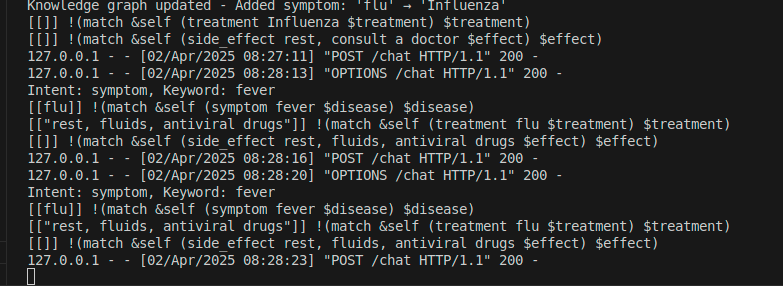 Knowledge graph updated - Added symptom: 'flu' → 'Influenza'
[[]] !(match &self (treatment Influenza $treatment) $treatment)
[[]] !(match &self (side_effect rest, consult a doctor $effect) $effect)
127.0.0.1 - - [02/Apr/2025 08:27:11] "POST /chat HTTP/1.1" 200 -
127.0.0.1 - - [02/Apr/2025 08:28:13] "OPTIONS /chat HTTP/1.1" 200 -
Intent: symptom, Keyword: fever
[[flu]] !(match &self (symptom fever $disease) $disease)
[["rest, fluids, antiviral drugs"]] !(match &self (treatment flu $treatment) $treatment)
[[]] !(match &self (side_effect rest, fluids, antiviral drugs $effect) $effect)
127.0.0.1 - - [02/Apr/2025 08:28:16] "POST /chat HTTP/1.1" 200 -
127.0.0.1 - - [02/Apr/2025 08:28:20] "OPTIONS /chat HTTP/1.1" 200 -
Intent: symptom, Keyword: fever
[[flu]] !(match &self (symptom fever $disease) $disease)
[["rest, fluids, antiviral drugs"]] !(match &self (treatment flu $treatment) $treatment)
[[]] !(match &self (side_effect rest, fluids, antiviral drugs $effect) $effect)
127.0.0.1 - - [02/Apr/2025 08:28:23] "POST /chat HTTP/1.1" 200 -